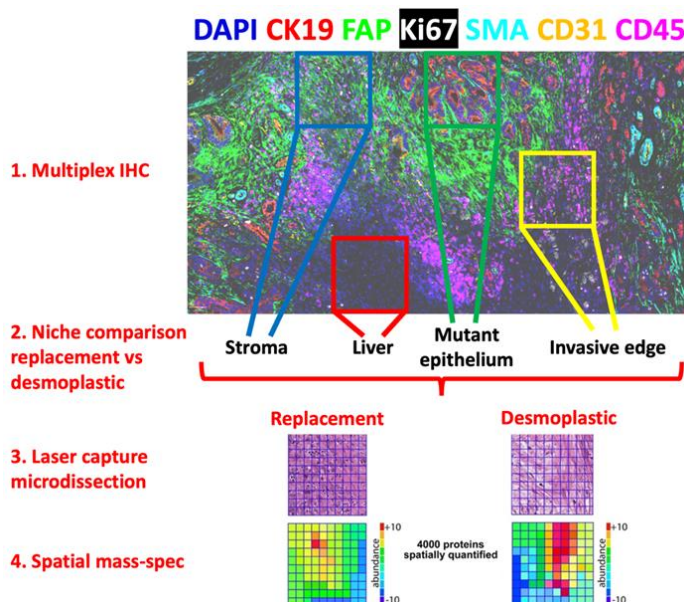 DAPI CK19 FAP Ki67 SMA CD31 CD45
1. Multiplex IHC
2. Niche comparison
replacement vs
desmoplastic
Stroma
Liver
Mutant
epithelium
Invasive edge
Replacement
Desmoplastic
3. Laser capture
microdissection
4. Spatial mass-spec
+10
abundance
-10
4000 proteins
spatially quantified
+10
abundance
-10